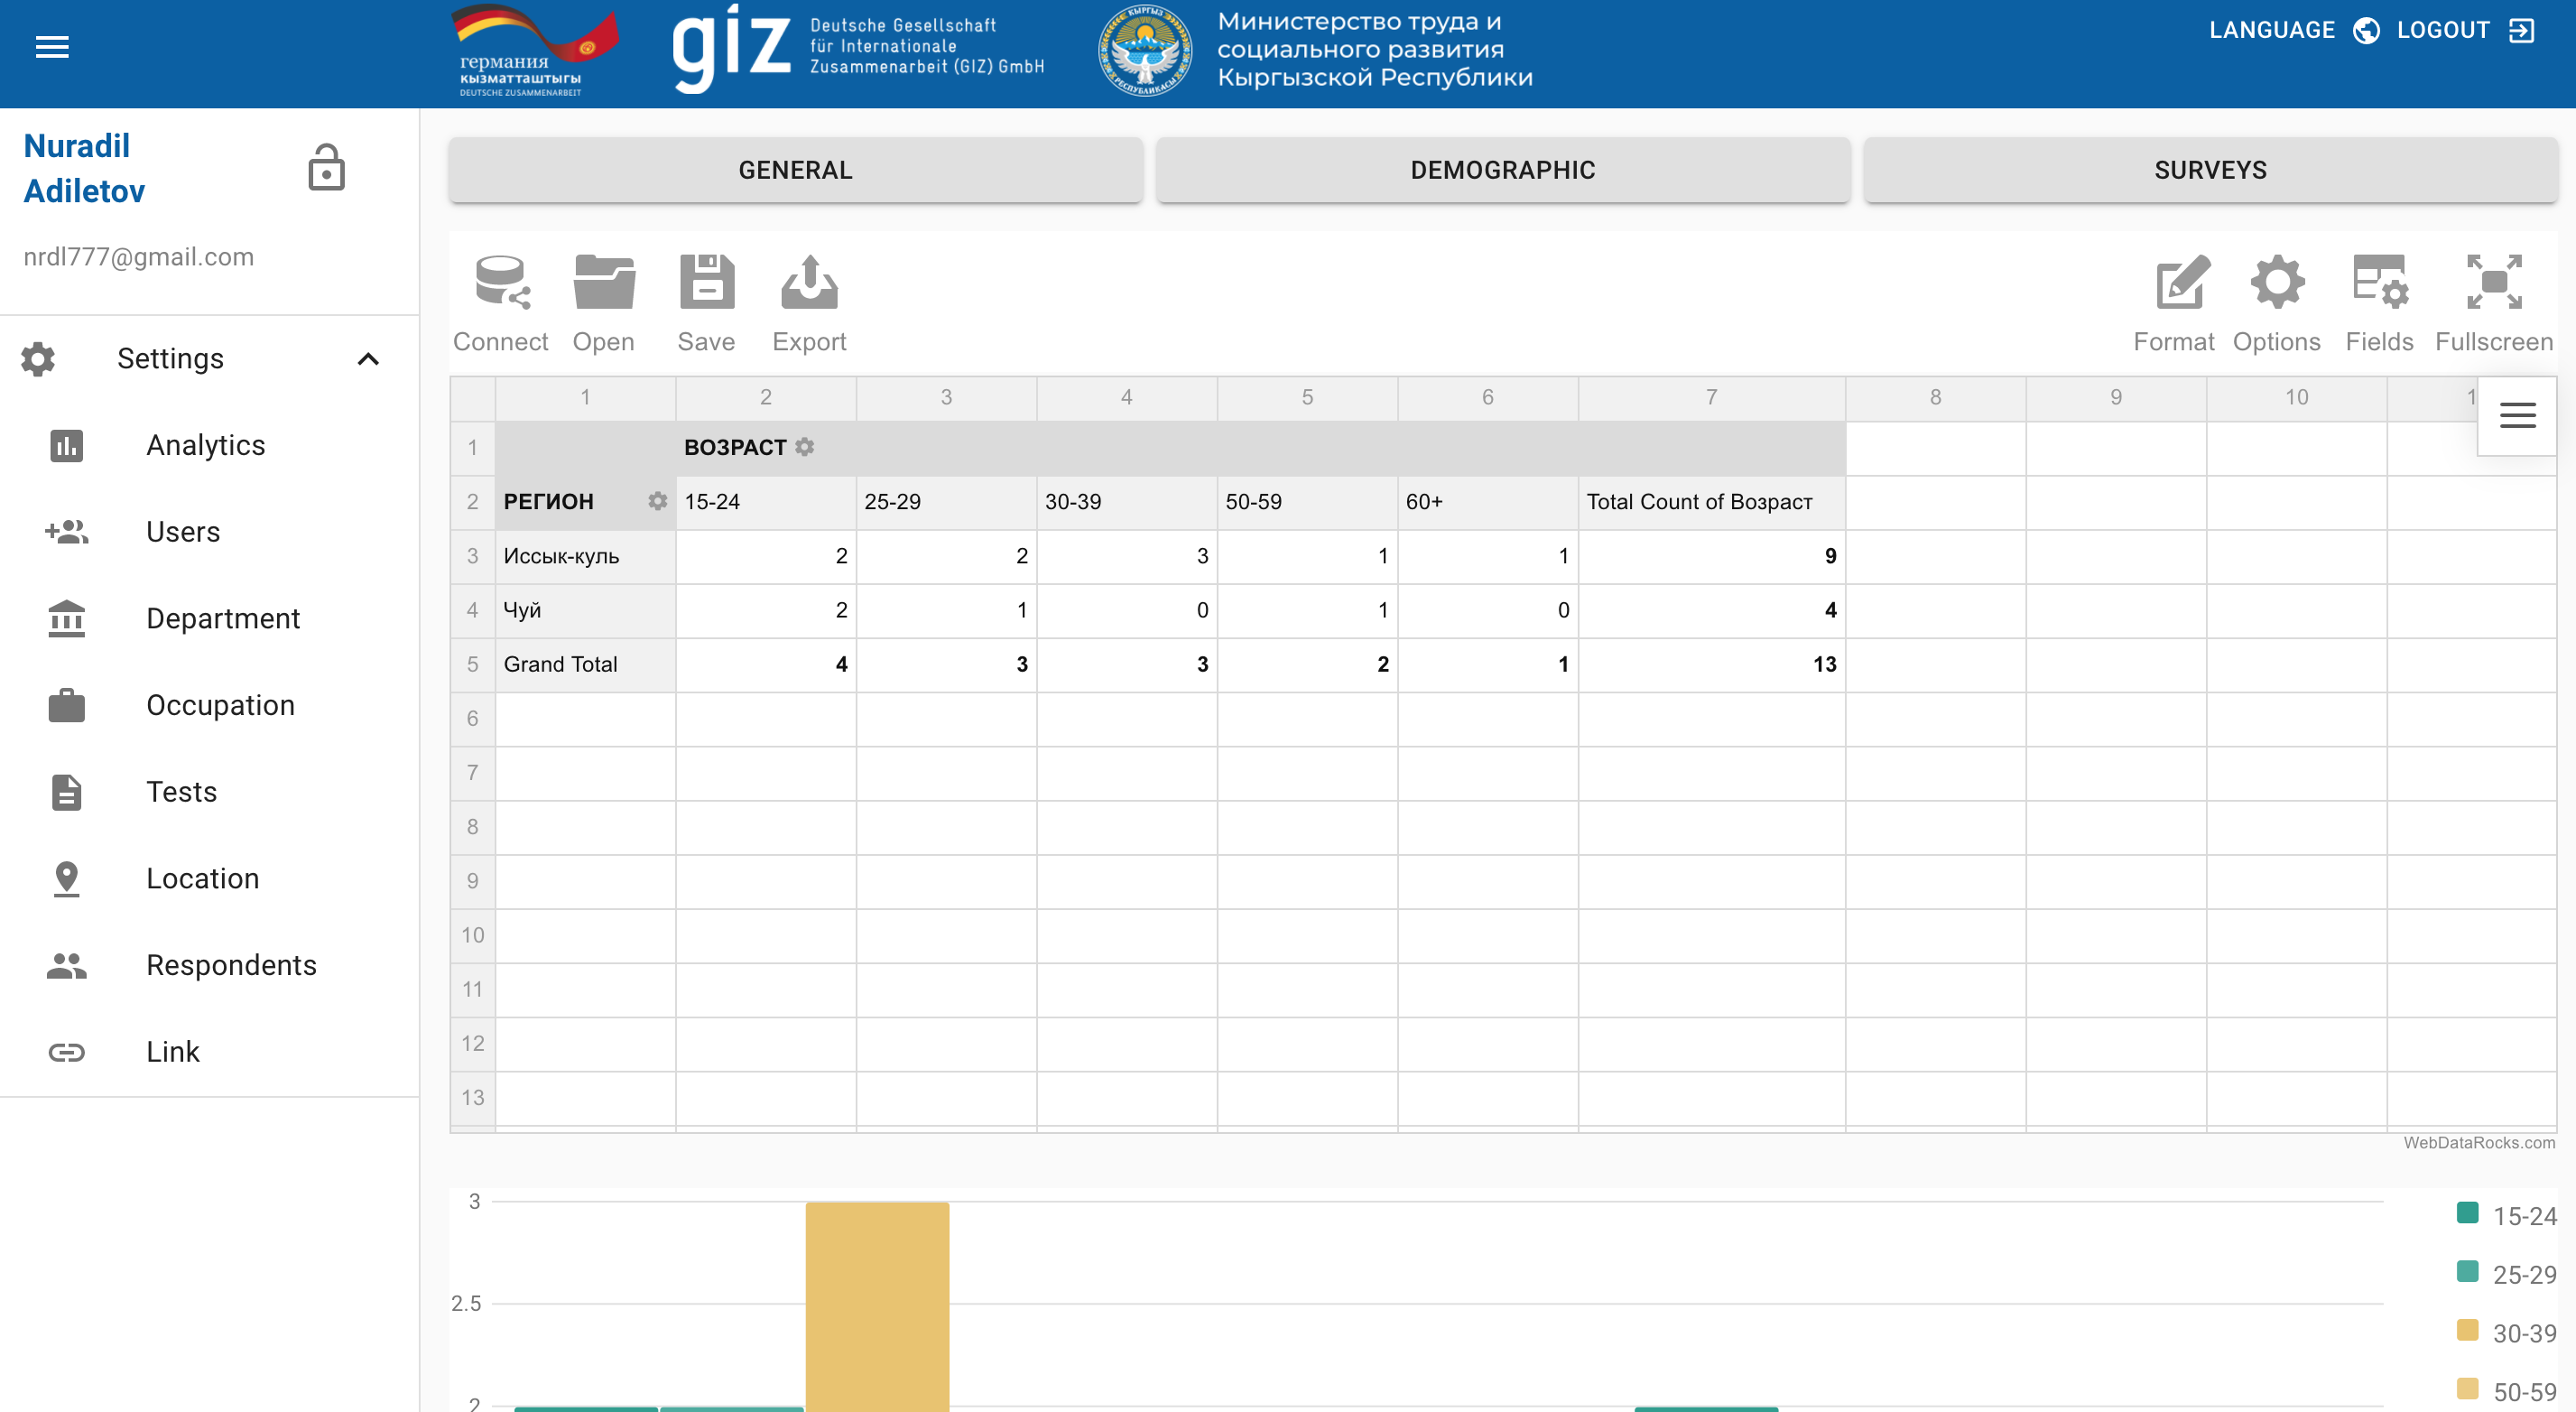 германия
кызматташтыгы
DEUTSCHE ZUSAMMENARBEIT
giz
Deutsche Gesellschaft
für Internationale
Zusammenarbeit (GIZ) GmbH
КЫРГЫЗ
РЕСПУБЛИКАСЫ
Министерство труда и
социального развития
Кыргызской Республики
LANGUAGE
LOGOUT
Nuradil
Adiletov
nrdl777@gmail.com
Settings
Analytics
Users
Department
Occupation
Tests
Location
Respondents
Link
GENERAL
DEMOGRAPHIC
SURVEYS
Connect
Open
Save
Export
Format
Options
Fields
Fullscreen
1 2 3 4 5 6 7 8 9 10 1
1 ВОЗРАСТ
2 РЕГИОН 15-24 25-29 30-39 50-59 60+ Total Count of Возраст
3 Иссык-куль 2 2 3 1 1 9
4 Чуй 2 1 0 1 0 4
5 Grand Total 4 3 3 2 1 13
6
7
8
9
10
11
12
13
WebDataRocks.com
3
2.5
2
15-24
25-29
30-39
50-59